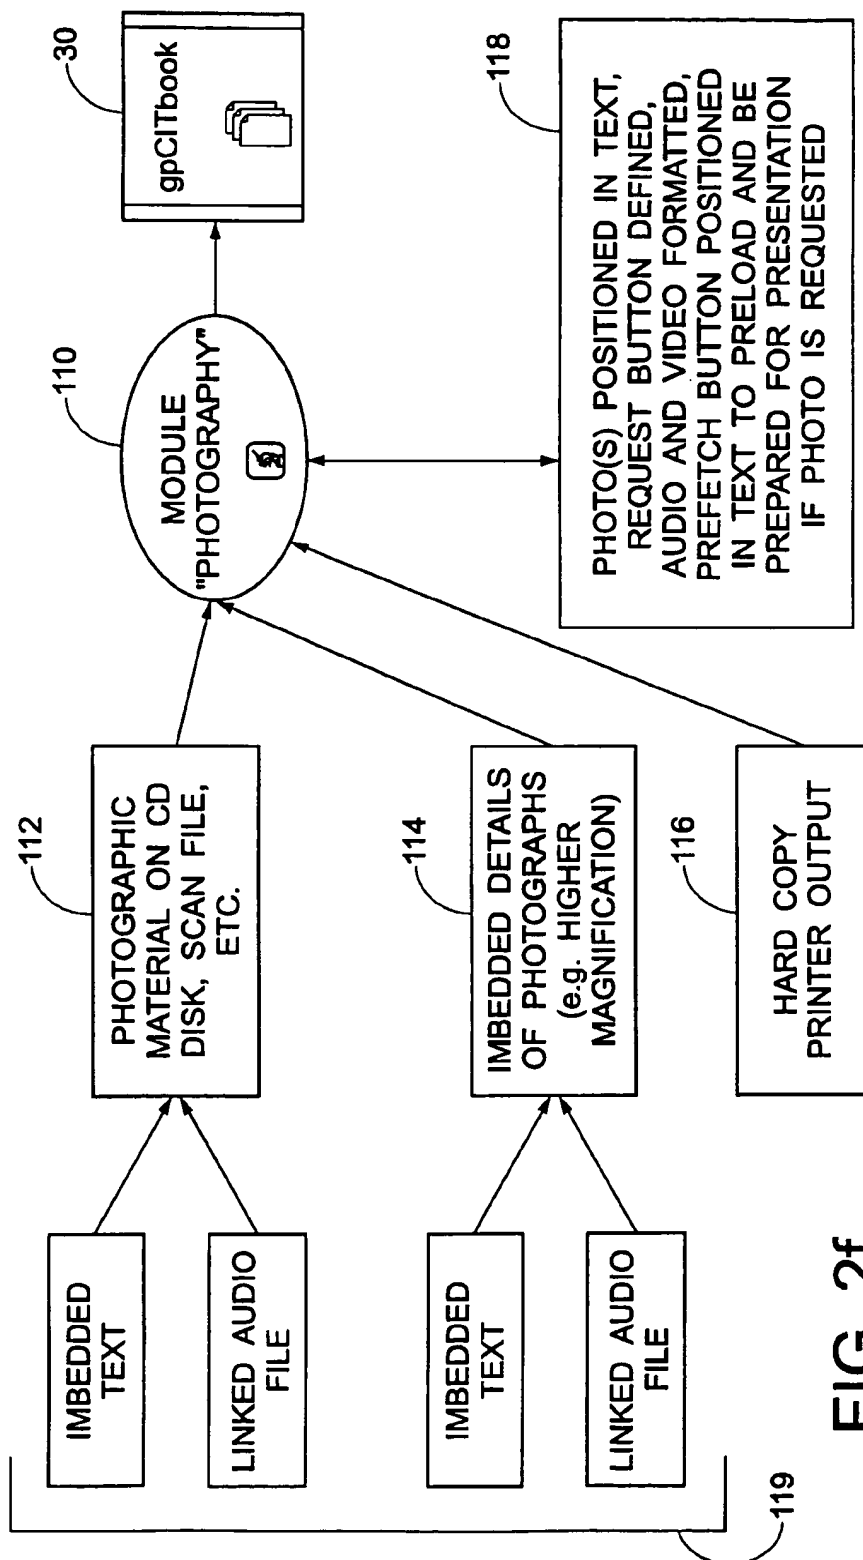 IMBEDDED
TEXT
LINKED AUDIO
FILE
IMBEDDED
TEXT
LINKED AUDIO
FILE
119
112
PHOTOGRAPHIC
MATERIAL ON CD
DISK, SCAN FILE,
ETC.
114
IMBEDDED DETAILS
OF PHOTOGRAPHS
(e.g. HIGHER
MAGNIFICATION)
116
HARD COPY
PRINTER OUTPUT
110
MODULE
"PHOTOGRAPHY"
30
gpCITbook
118
PHOTO(S) POSITIONED IN TEXT,
REQUEST BUTTON DEFINED,
AUDIO AND VIDEO FORMATTED,
PREFETCH BUTTON POSITIONED
IN TEXT TO PRELOAD AND BE
PREPARED FOR PRESENTATION
IF PHOTO IS REQUESTED
FIG. 2f